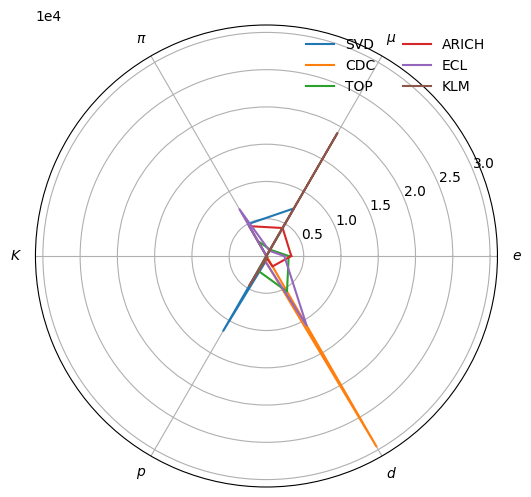 1e4
π
μ
SVD ARICH
CDC ECL
TOP KLM
3.0
2.5
2.0
1.5
1.0
0.5
K
e
p
d